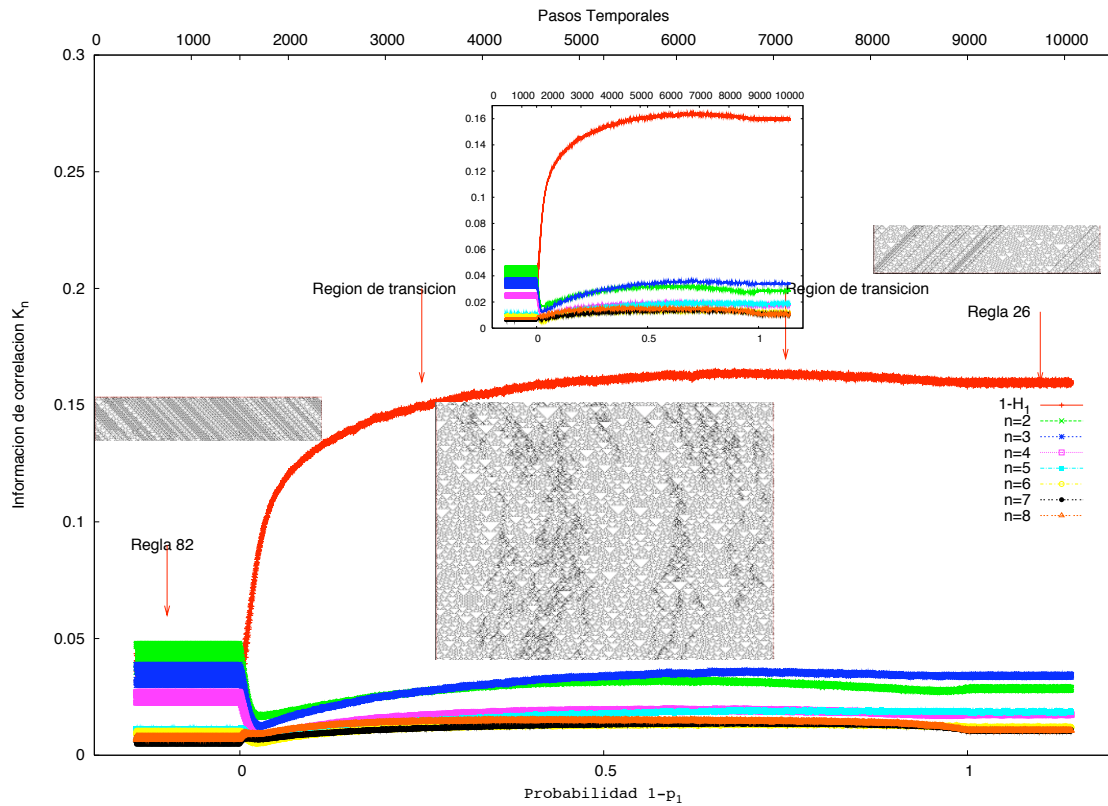 Pasos Temporales
0 1000 2000 3000 4000 5000 6000 7000 8000 9000 10000
0.3
0.25
0.2
0.15
0.1
0.05
0
Informacion de correlacion K_n
0 1000 2000 3000 4000 5000 6000 7000 8000 9000 10000
0.16
0.14
0.12
0.1
0.08
0.06
0.04
0.02
0
0 0.5 1
Region de transicion
Region de transicion
Regla 26
Regla 82
1-H_1
n=2
n=3
n=4
n=5
n=6
n=7
n=8
0 0.5 1
Probabilidad 1-p_1